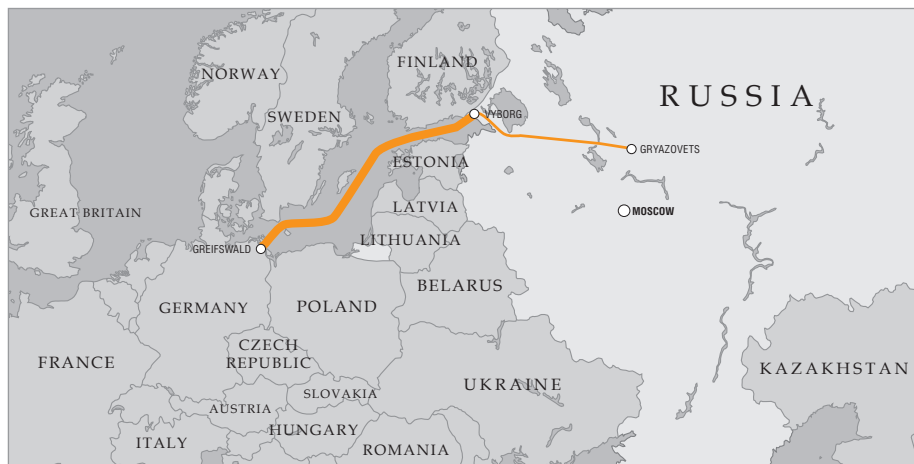 NORWAY
FINLAND
RUSSIA
SWEDEN
VYBORG
GRYAZOVETS
ESTONIA
GREAT BRITAIN
LATVIA
MOSCOW
LITHUANIA
GREIFSWALD
BELARUS
GERMANY
POLAND
CZECH
REPUBLIC
FRANCE
KAZAKHSTAN
UKRAINE
SLOVAKIA
AUSTRIA
HUNGARY
ITALY
ROMANIA